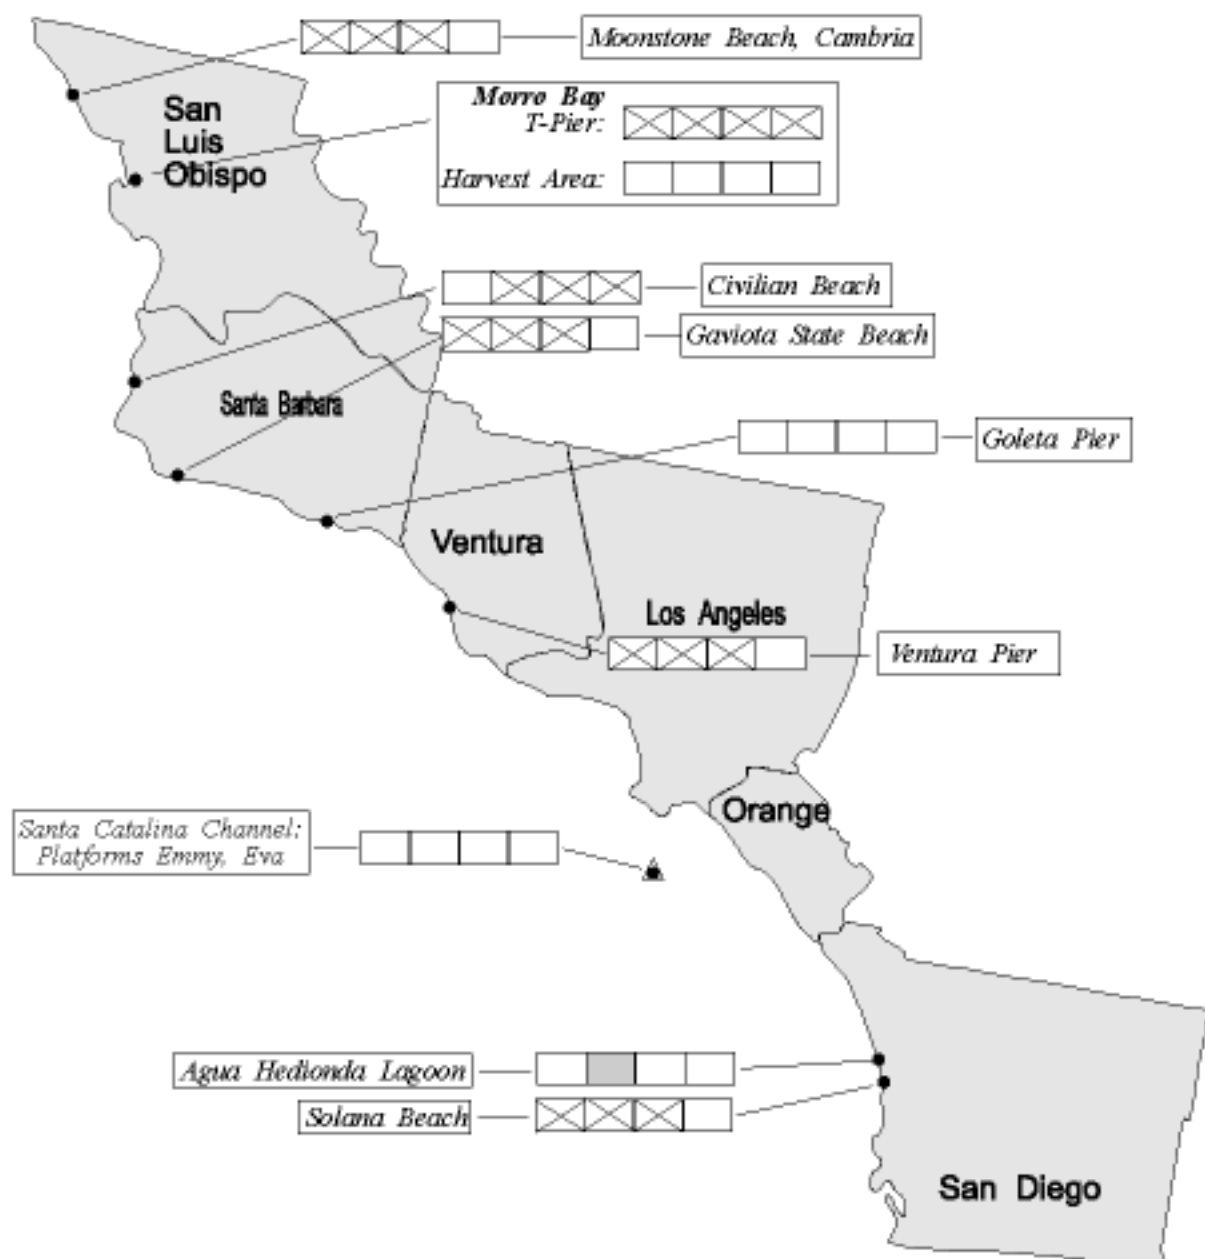 Moonstone Beach, Cambria
San
Luis
Obispo
Morro Bay
T-Pier:
Harvest Area:
Civilian Beach
Gaviota State Beach
Santa Barbara
Goleta Pier
Ventura
Los Angeles
Ventura Pier
Orange
Santa Catalina Channel:
Platforms Emmy, Eva
Agua Hedionda Lagoon
Solana Beach
San Diego